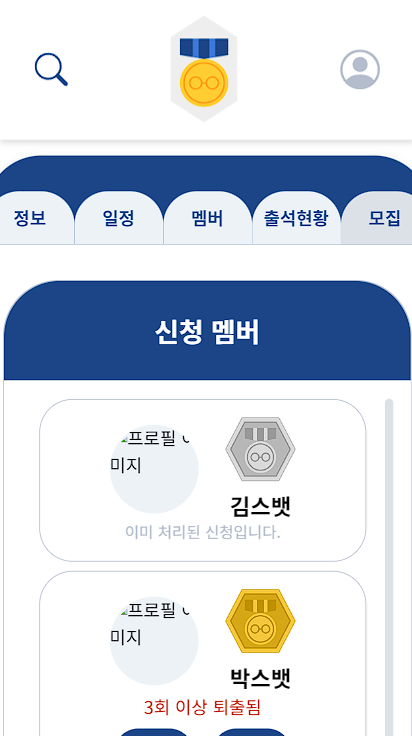 정보
일정
멤버
출석현황
모집
신청 멤버
프로필 이
미지
김스뱃
이미 처리된 신청입니다.
프로필 이
미지
박스뱃
3회 이상 퇴출됨